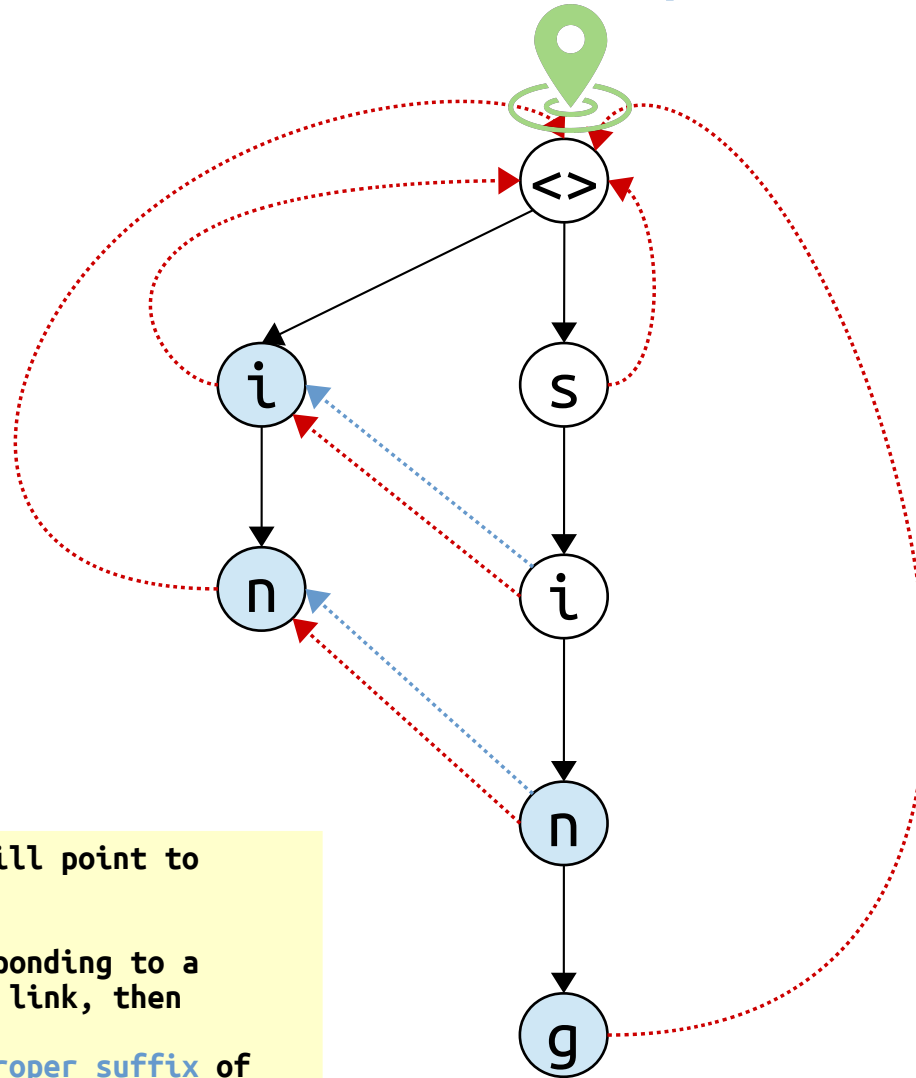 <>
i
s
n
i
n
g
ill point to
ponding to a
link, then
roper suffix of